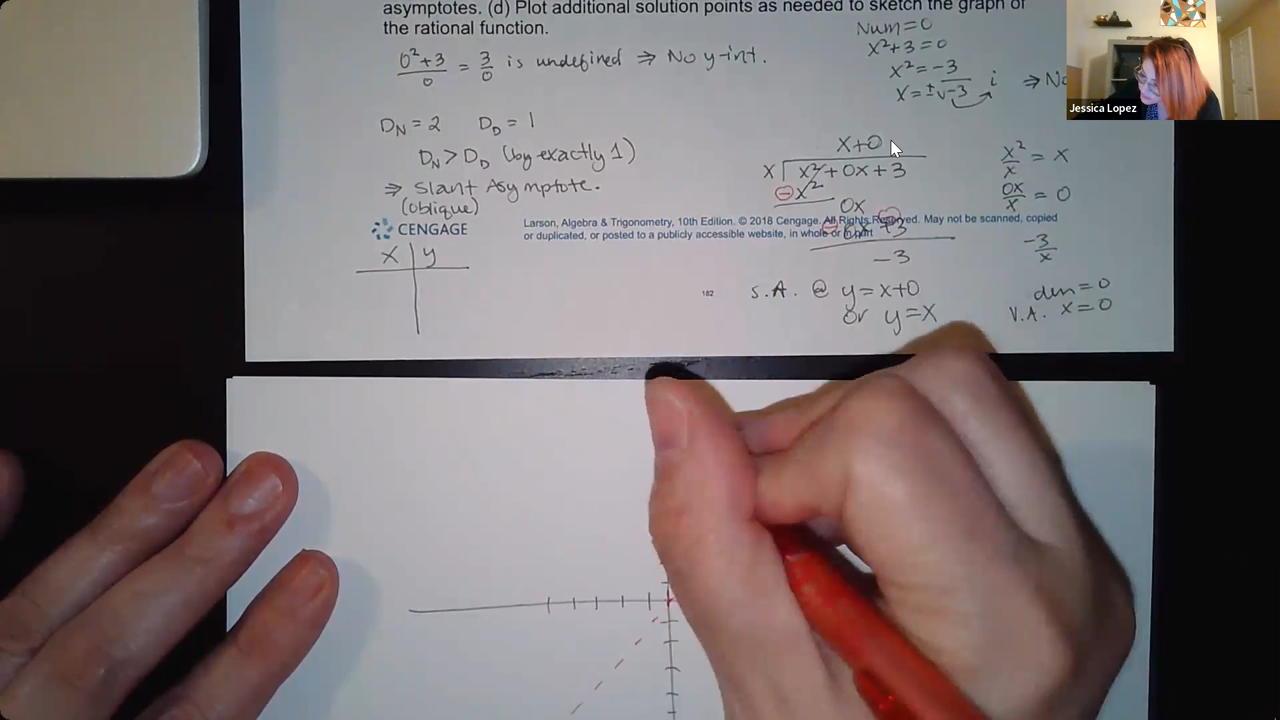 asymptotes. (d) Plot additional solution points as needed to sketch the graph of
the rational function.
0²+3/0 = 3/0 is undefined ⇒ No y-int.
Num=0
x²+3=0
x²=-3
x=±√-3 i ⇒ No
Jessica Lopez
D_N = 2 D_D = 1
D_N > D_D (by exactly 1)
⇒ Slant Asymptote.
(oblique)
x+0
x x²+0x+3
⊖x²
0x
3
-3
x²/x = x
0x/x = 0
-3/x
CENGAGE
Larson, Algebra & Trigonometry, 10th Edition. © 2018 Cengage. All Rights Reserved. May not be scanned, copied
or duplicated, or posted to a publicly accessible website, in whole or in part
x y
182
S.A. @ y=x+0
or y=x
den=0
V.A. x=0